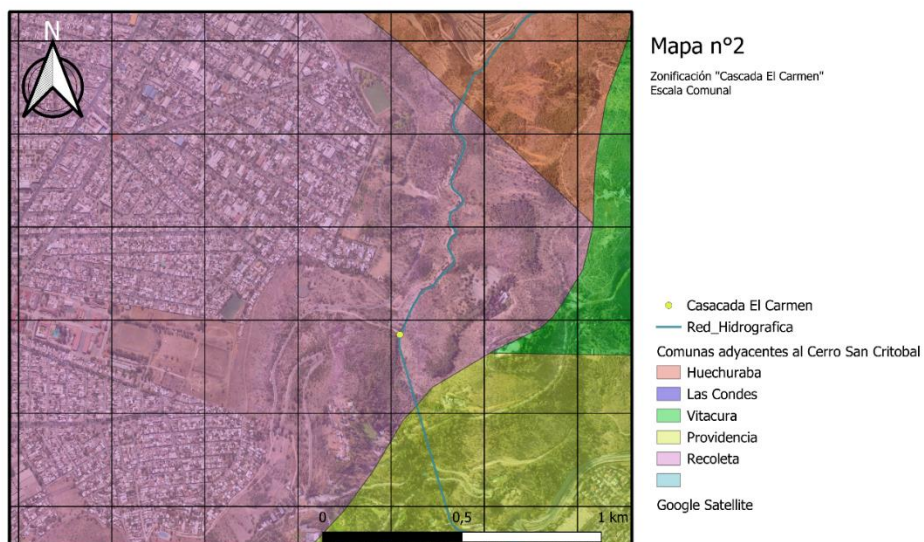 N
Mapa n°2
Zonificación "Cascada El Carmen"
Escala Comunal
Casacada El Carmen
Red_Hidrografica
Comunas adyacentes al Cerro San Critobal
Huechuraba
Las Condes
Vitacura
Providencia
Recoleta
Google Satellite
0 0,5 1 km